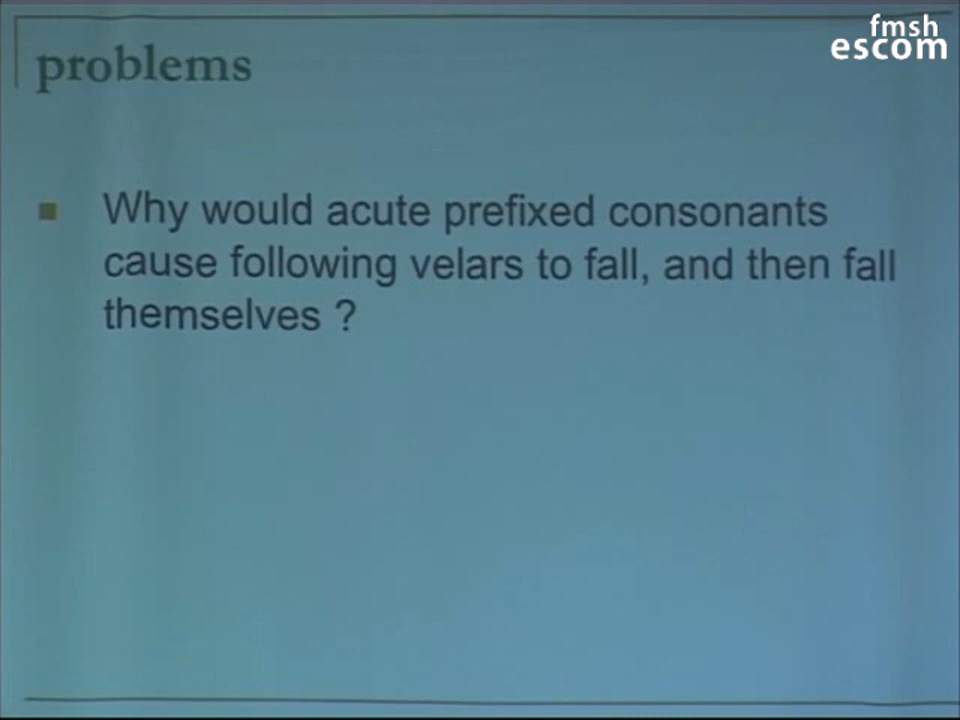 fmsh
escom
problems
Why would acute prefixed consonants
cause following velars to fall, and then fall
themselves ?